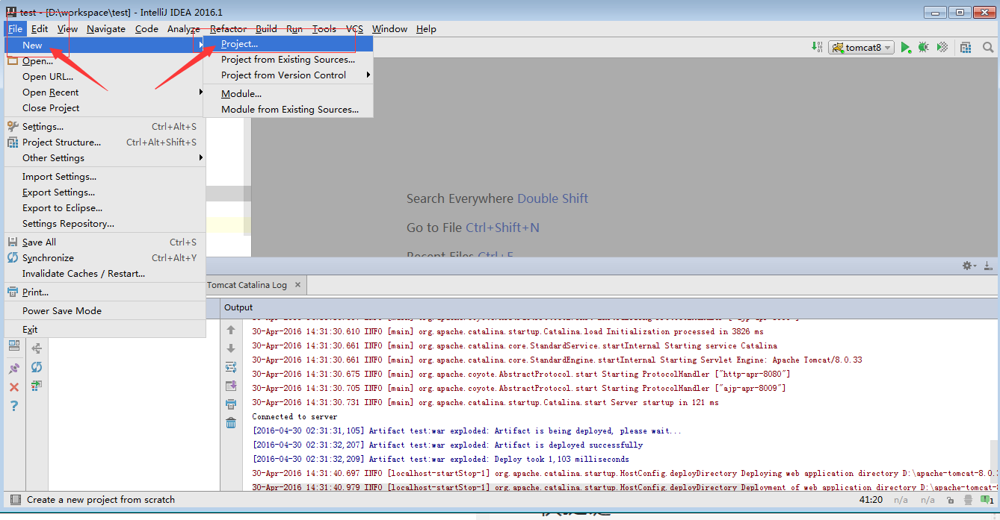 test - [D:\workspace\test] - IntelliJ IDEA 2016.1
File Edit View Navigate Code Analyze Refactor Build Run Tools VCS Window Help
New
Open...
Open URL...
Open Recent
Close Project
Settings... Ctrl+Alt+S
Project Structure... Ctrl+Alt+Shift+S
Other Settings
Import Settings...
Export Settings...
Export to Eclipse...
Settings Repository...
Save All Ctrl+S
Synchronize Ctrl+Alt+Y
Invalidate Caches / Restart...
Print...
Power Save Mode
Exit
Project...
Project from Existing Sources...
Project from Version Control
Module...
Module from Existing Sources...
tomcat8
Search Everywhere Double Shift
Go to File Ctrl+Shift+N
Recent Files Ctrl+E
Tomcat Catalina Log
Output
30-Apr-2016 14:31:30.610 INFO [main] org.apache.catalina.startup.Catalina.load Initialization processed in 3826 ms
30-Apr-2016 14:31:30.661 INFO [main] org.apache.catalina.core.StandardService.startInternal Starting service Catalina
30-Apr-2016 14:31:30.661 INFO [main] org.apache.catalina.core.StandardEngine.startInternal Starting Servlet Engine: Apache Tomcat/8.0.33
30-Apr-2016 14:31:30.675 INFO [main] org.apache.coyote.AbstractProtocol.start Starting ProtocolHandler ["http-apr-8080"]
30-Apr-2016 14:31:30.705 INFO [main] org.apache.coyote.AbstractProtocol.start Starting ProtocolHandler ["ajp-apr-8009"]
30-Apr-2016 14:31:30.731 INFO [main] org.apache.catalina.startup.Catalina.start Server startup in 121 ms
Connected to server
[2016-04-30 02:31:31,105] Artifact test:war exploded: Artifact is being deployed, please wait...
[2016-04-30 02:31:32,207] Artifact test:war exploded: Artifact is deployed successfully
[2016-04-30 02:31:32,209] Artifact test:war exploded: Deploy took 1,103 milliseconds
30-Apr-2016 14:31:40.697 INFO [localhost-startStop-1] org.apache.catalina.startup.HostConfig.deployDirectory Deploying web application directory D:\apache-tomcat-8.0.
30-Apr-2016 14:31:40.979 INFO [localhost-startStop-1] org.apache.catalina.startup.HostConfig.deployDirectory Deployment of web application directory D:\apache-tomcat-
Create a new project from scratch 41:20 n/a n/a 1